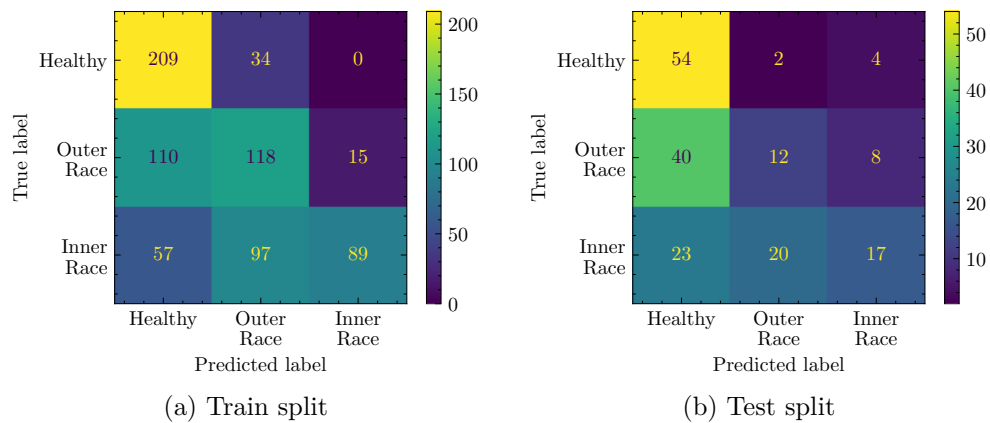 Healthy
Outer
Race
Inner
Race
True label
209 34 0
110 118 15
57 97 89
Healthy Outer
Race Inner
Race
Predicted label
200
150
100
50
0
(a) Train split
Healthy
Outer
Race
Inner
Race
True label
54 2 4
40 12 8
23 20 17
Healthy Outer
Race Inner
Race
Predicted label
50
40
30
20
10
(b) Test split